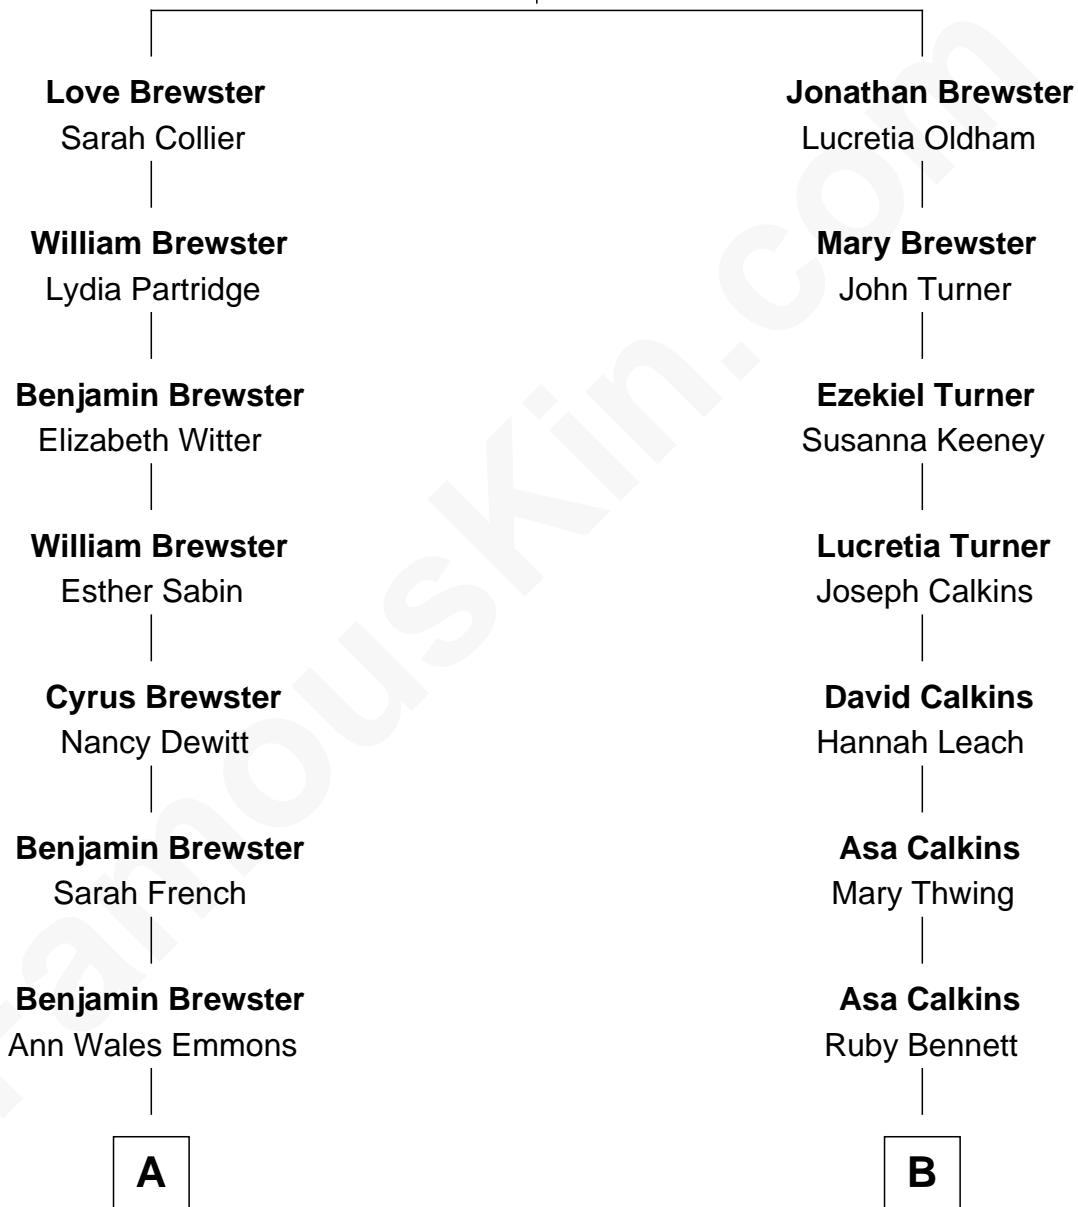 Love Brewster
Sarah Collier
Jonathan Brewster
Lucretia Oldham
William Brewster
Lydia Partridge
Mary Brewster
John Turner
Benjamin Brewster
Elizabeth Witter
Ezekiel Turner
Susanna Keeney
William Brewster
Esther Sabin
Lucretia Turner
Joseph Calkins
Cyrus Brewster
Nancy Dewitt
David Calkins
Hannah Leach
Benjamin Brewster
Sarah French
Asa Calkins
Mary Thwing
Benjamin Brewster
Ann Wales Emmons
Asa Calkins
Ruby Bennett
A
B
FamousKin.com